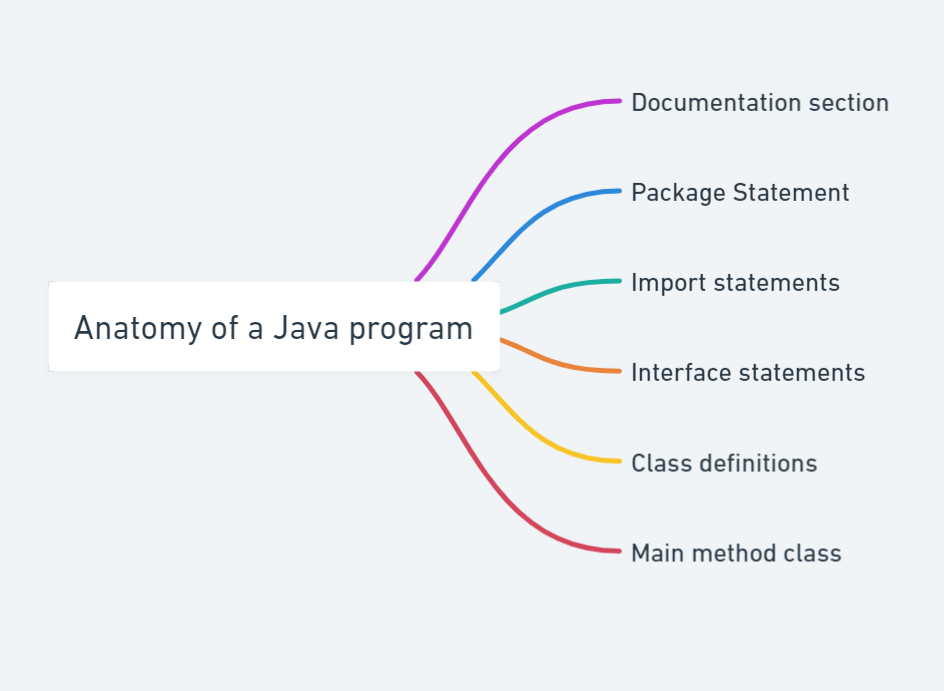 Anatomy of a Java program
Documentation section
Package Statement
Import statements
Interface statements
Class definitions
Main method class